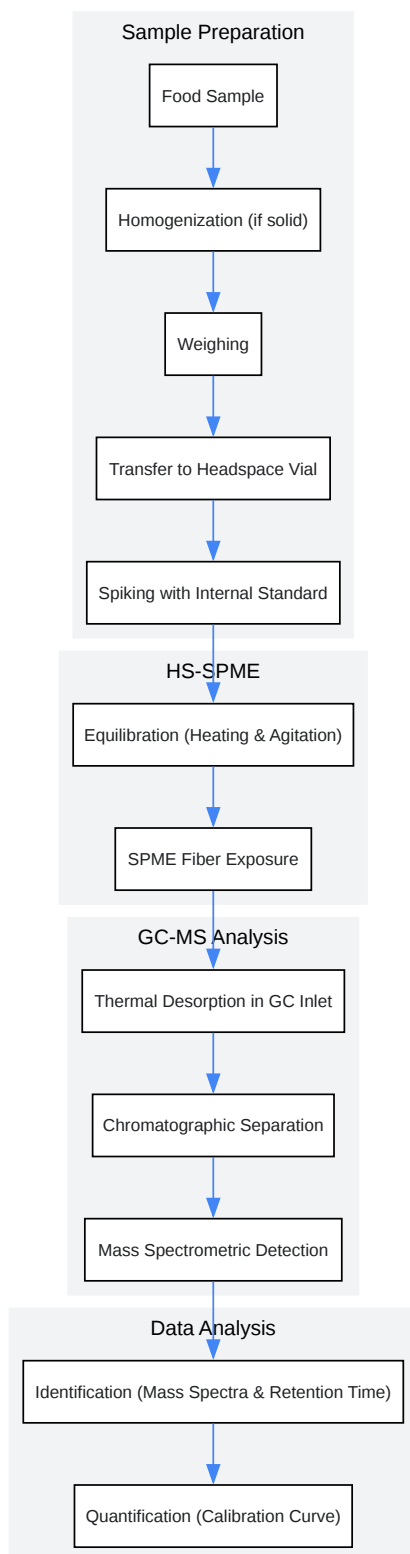 Sample Preparation
Food Sample
Homogenization (if solid)
Weighing
Transfer to Headspace Vial
Spiking with Internal Standard
HS-SPME
Equilibration (Heating & Agitation)
SPME Fiber Exposure
GC-MS Analysis
Thermal Desorption in GC Inlet
Chromatographic Separation
Mass Spectrometric Detection
Data Analysis
Identification (Mass Spectra & Retention Time)
Quantification (Calibration Curve)